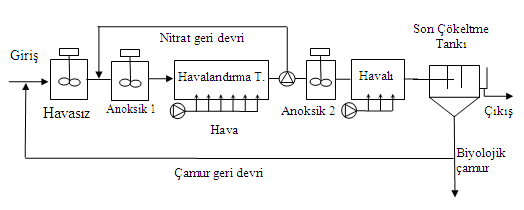 Son Çökeltme
Tankı
Nitrat geri devri
Giriş
Havalandırma T.
Havalı
Havasız
Anoksik 1
Anoksik 2
Çıkış
Hava
Biyolojik
çamur
Çamur geri devri